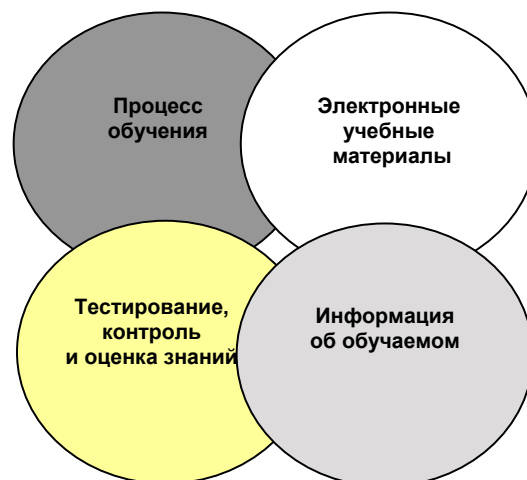 Процесс
обучения
Электронные
учебные
материалы
Тестирование,
контроль
и оценка знаний
Информация
об обучаемом